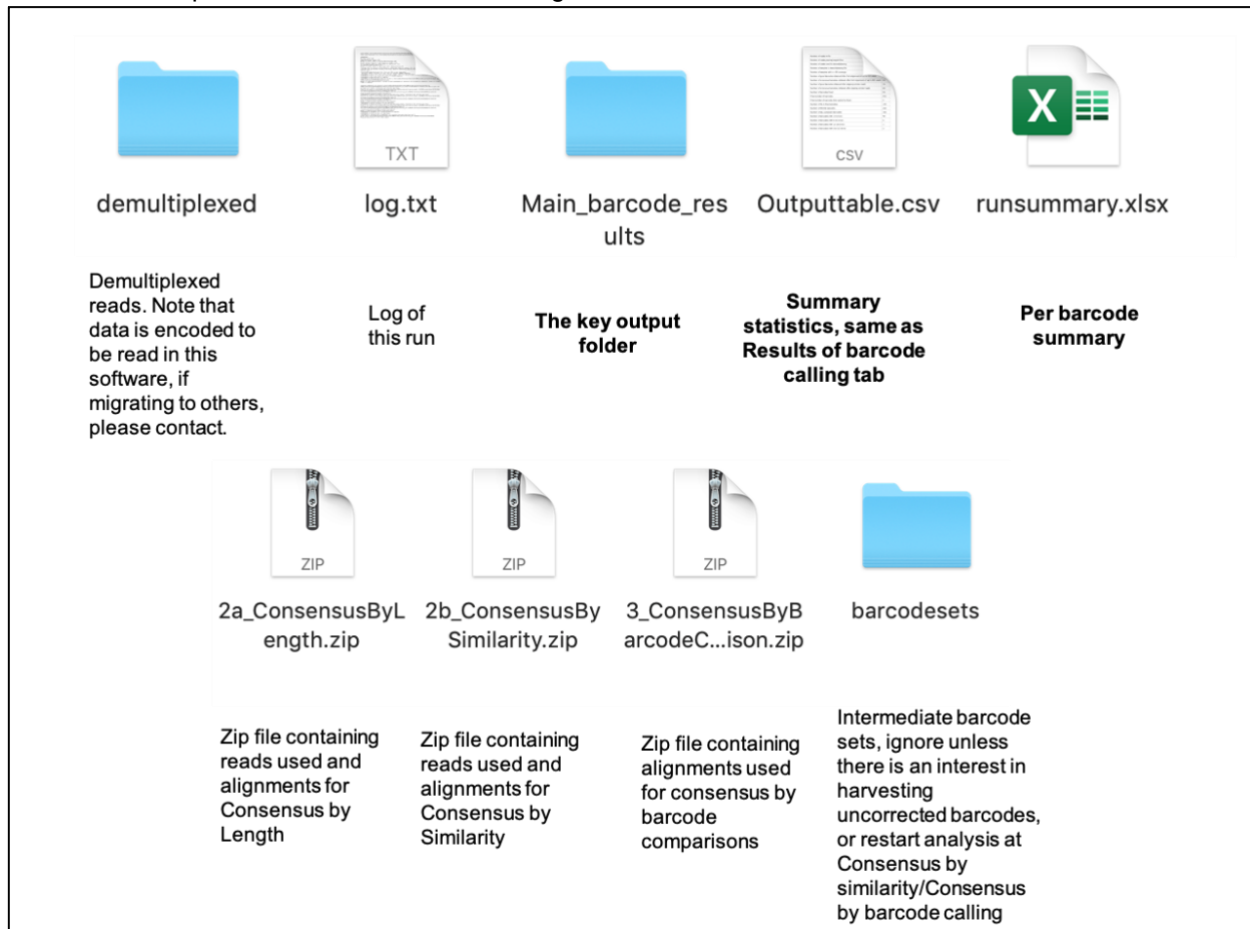 demultiplexed
log.txt
Main_barcode_res
ults
Outputtable.csv
runsummary.xlsx
TXT
CSV
X
Demultiplexed
reads. Note that
data is encoded to
be read in this
software, if
migrating to others,
please contact.
Log of
this run
The key output
folder
Summary
statistics, same as
Results of barcode
calling tab
Per barcode
summary
ZIP
ZIP
ZIP
2a_ConsensusByL
ength.zip
2b_ConsensusBy
Similarity.zip
3_ConsensusByB
arcodeC...ison.zip
barcodesets
Zip file containing
reads used and
alignments for
Consensus by
Length
Zip file containing
reads used and
alignments for
Consensus by
Similarity
Zip file containing
alignments used
for consensus by
barcode
comparisons
Intermediate barcode
sets, ignore unless
there is an interest in
harvesting
uncorrected barcodes,
or restart analysis at
Consensus by
similarity/Consensus
by barcode calling